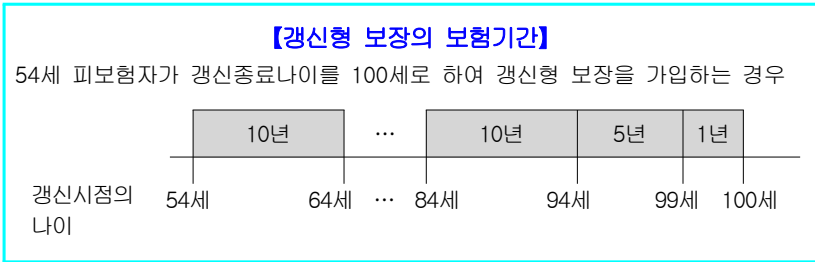 【갱신형 보장의 보험기간】
54세 피보험자가 갱신종료나이를 100세로 하여 갱신형 보장을 가입하는 경우
10년 … 10년 5년 1년
갱신시점의 나이 54세 64세 … 84세 94세 99세 100세